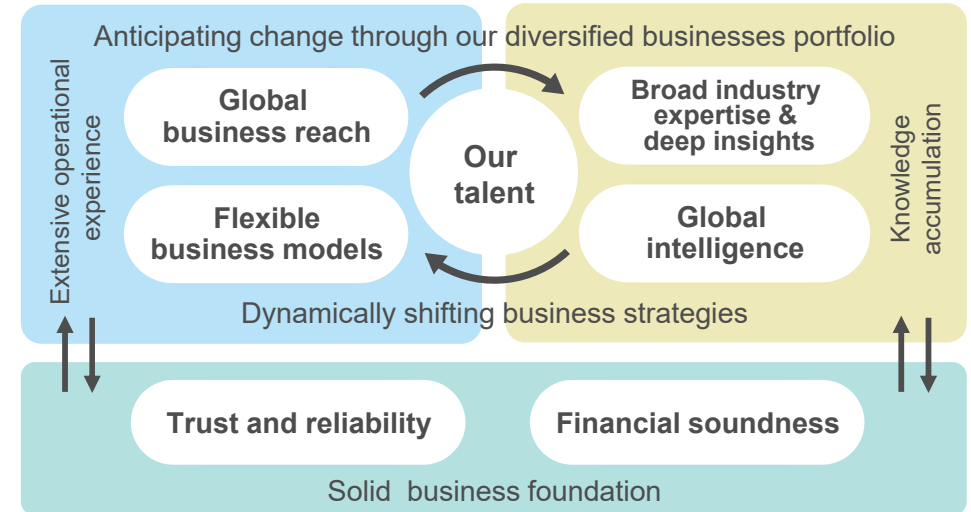 Anticipating change through our diversified businesses portfolio
Extensive operational
experience
Global
business reach
Flexible
business models
Our
talent
Broad industry
expertise &
deep insights
Global
intelligence
Knowledge
accumulation
Dynamically shifting business strategies
Trust and reliability
Financial soundness
Solid business foundation